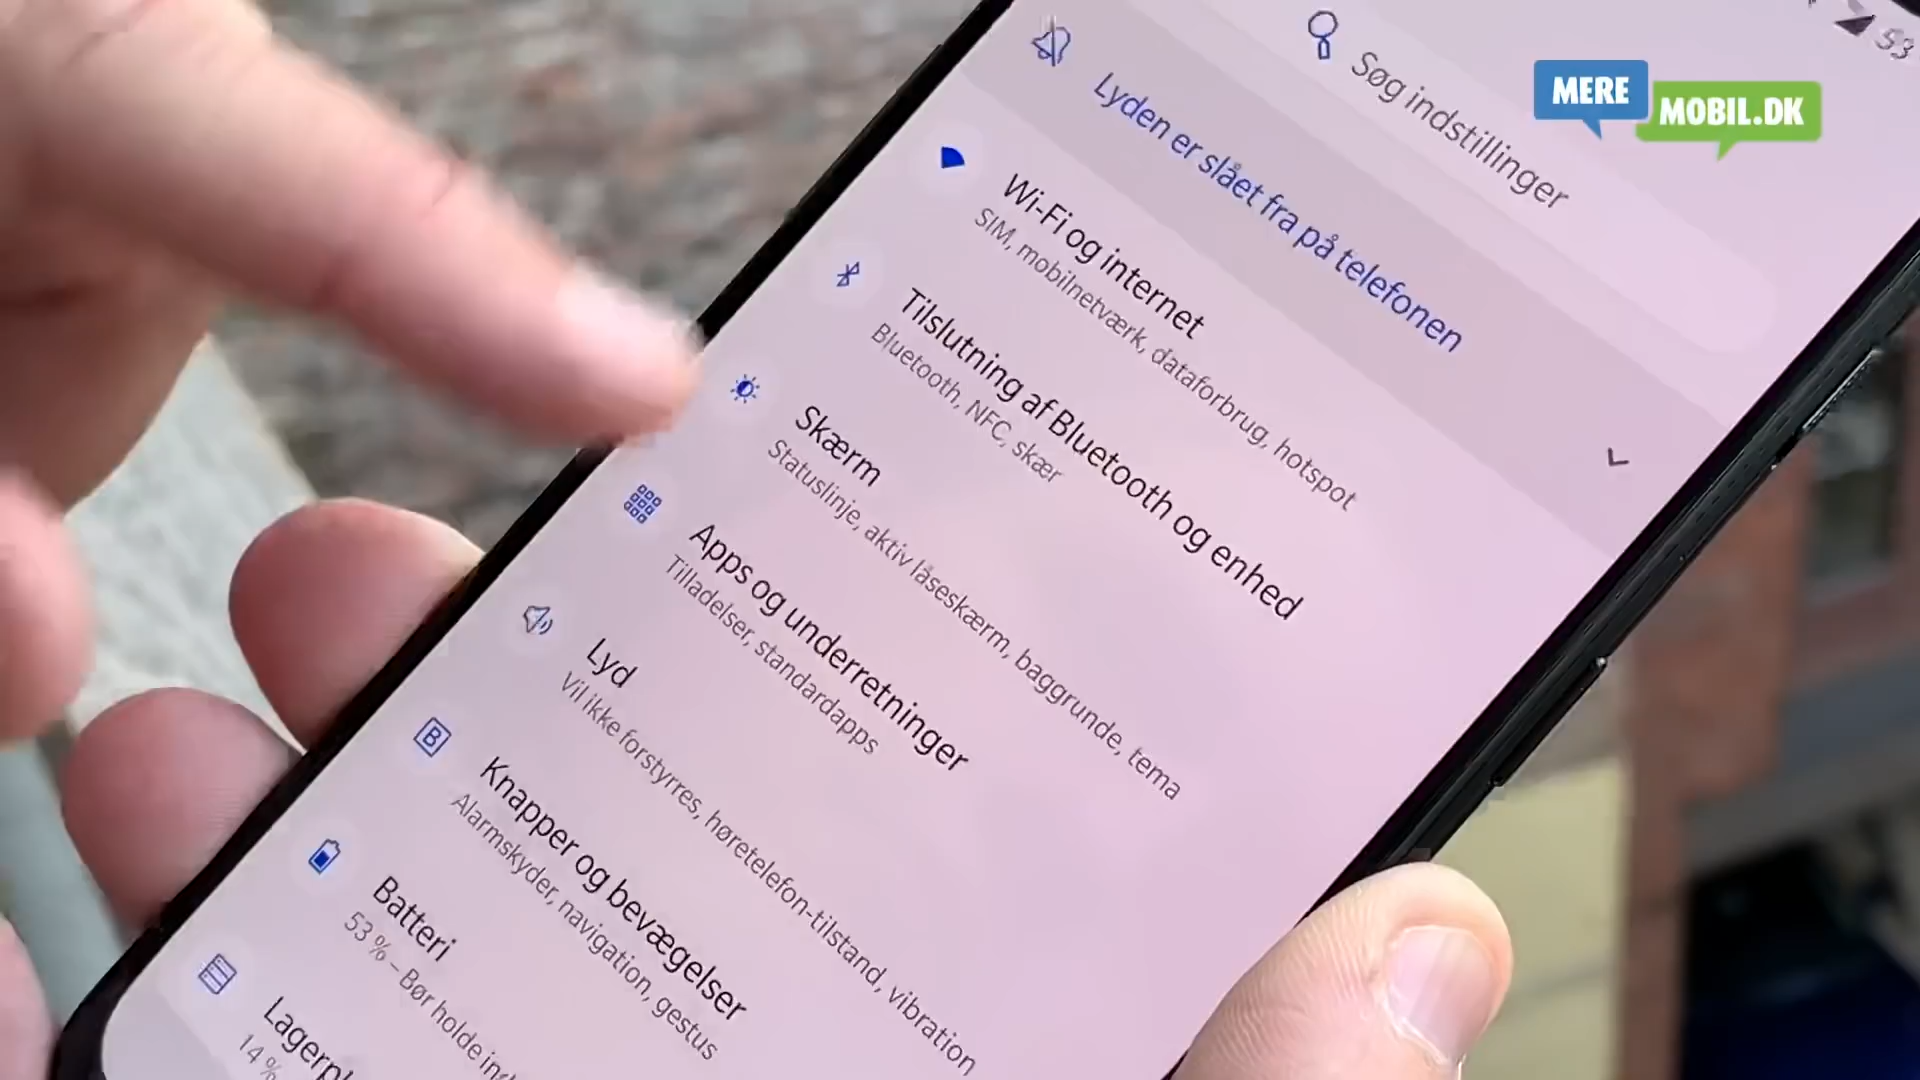 53
Søg indstillinger
MERE
MOBIL.DK
Lyden er slået fra på telefonen
Wi-Fi og internet
SIM, mobilnetværk, dataforbrug, hotspot
Tilslutning af Bluetooth og enhed
Bluetooth, NFC, skær
Skærm
Statuslinje, aktiv låseskærm, baggrunde, tema
Apps og underretninger
Tilladelser, standardapps
Lyd
Vil ikke forstyrres, høretelefon-tilstand, vibration
B
Knapper og bevægelser
Alarmskyder, navigation, gestus
Batteri
53 % – Bør holde
14 %